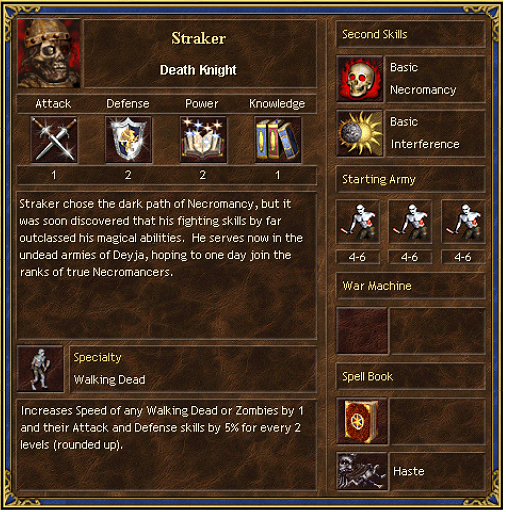 Straker
Death Knight
Attack Defense Power Knowledge
1 2 2 1
Straker chose the dark path of Necromancy, but it
was soon discovered that his fighting skills by far
outclassed his magical abilities. He serves now in the
undead armies of Deyja, hoping to one day join the
ranks of true Necromancers.
Specialty
Walking Dead
Increases Speed of any Walking Dead or Zombies by 1
and their Attack and Defense skills by 5% for every 2
levels (rounded up).
Second Skills
Basic
Necromancy
Basic
Interference
Starting Army
4-6 4-6 4-6
War Machine
Spell Book
Haste